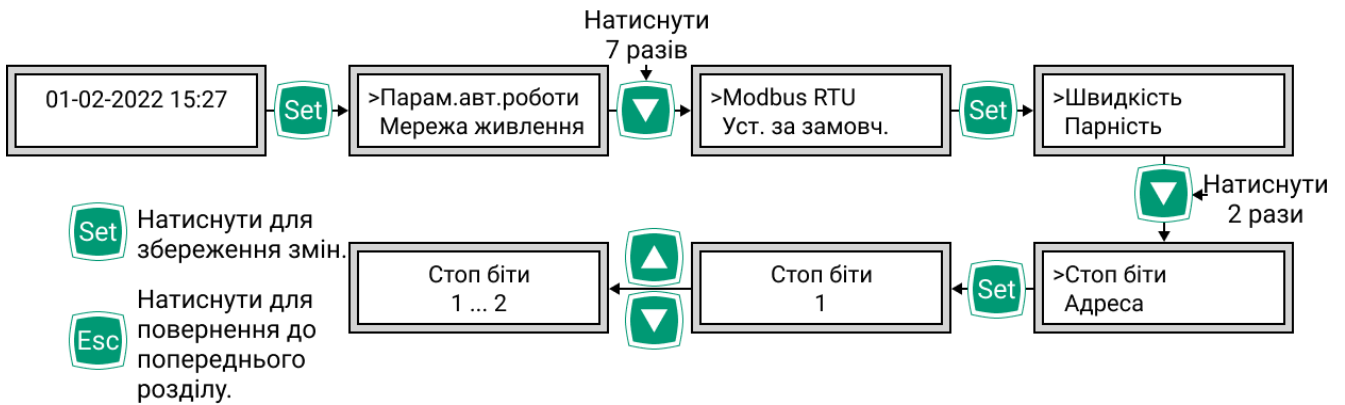 Натиснути
7 разів
01-02-2022 15:27
Set
>Парам.авт.роботи
Мережа живлення
>Modbus RTU
Уст. за замовч.
Set
>Швидкість
Парність
Натиснути
2 рази
>Стоп біти
Адреса
Set
Стоп біти
1
Стоп біти
1 ... 2
Set
Натиснути для
збереження змін.
Esc
Натиснути для
повернення до
попереднього
розділу.